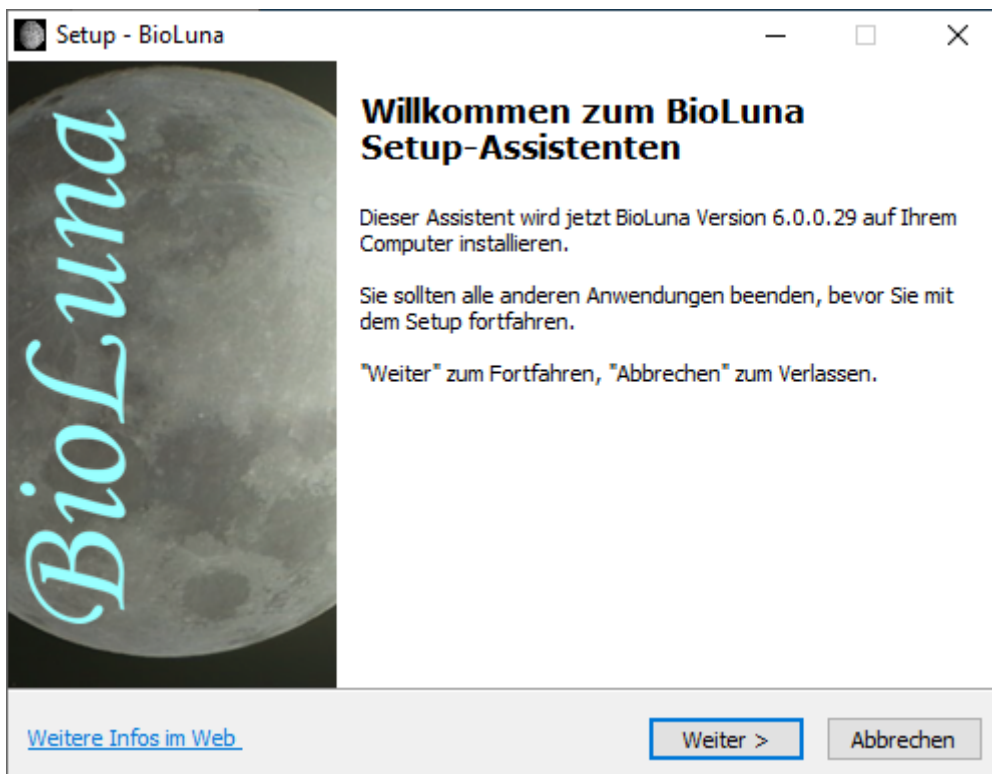 Setup - BioLuna
BioLuna
Willkommen zum BioLuna
Setup-Assistenten
Dieser Assistent wird jetzt BioLuna Version 6.0.0.29 auf Ihrem
Computer installieren.
Sie sollten alle anderen Anwendungen beenden, bevor Sie mit
dem Setup fortfahren.
"Weiter" zum Fortfahren, "Abbrechen" zum Verlassen.
Weitere Infos im Web
Weiter >
Abbrechen